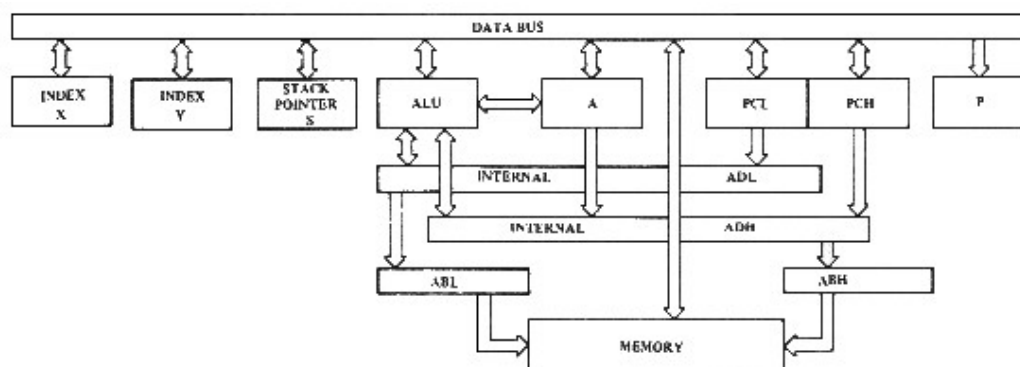 DATA BUS
INDEX
X
INDEX
Y
STACK
POINTER
S
ALU
A
PCL
PCH
P
INTERNAL ADL
INTERNAL ADH
ABL
ABH
MEMORY